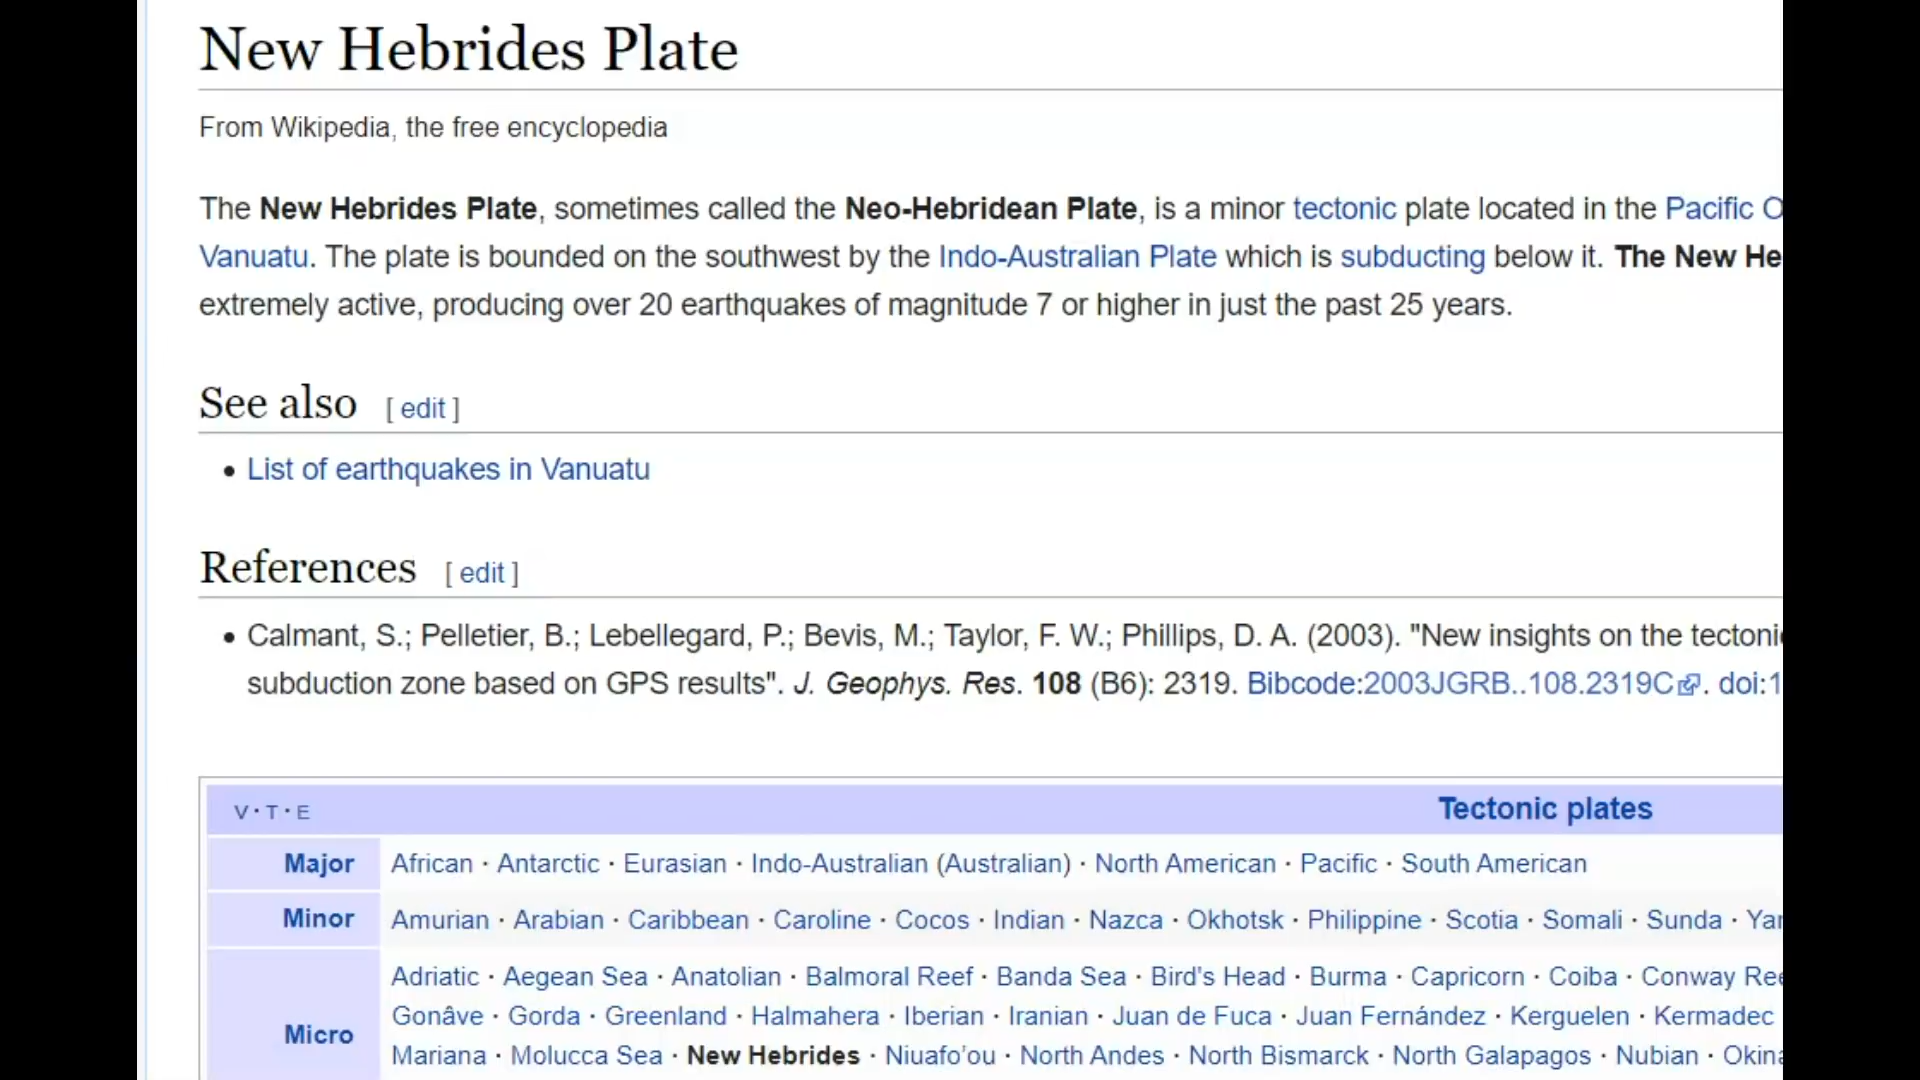 New Hebrides Plate
From Wikipedia, the free encyclopedia
The New Hebrides Plate, sometimes called the Neo-Hebridean Plate, is a minor tectonic plate located in the Pacific O
Vanuatu. The plate is bounded on the southwest by the Indo-Australian Plate which is subducting below it. The New He
extremely active, producing over 20 earthquakes of magnitude 7 or higher in just the past 25 years.
See also [ edit ]
• List of earthquakes in Vanuatu
References [ edit ]
• Calmant, S.; Pelletier, B.; Lebellegard, P.; Bevis, M.; Taylor, F. W.; Phillips, D. A. (2003). "New insights on the tectoni
subduction zone based on GPS results". J. Geophys. Res. 108 (B6): 2319. Bibcode:2003JGRB..108.2319C. doi:1
V · T · E Tectonic plates
Major African · Antarctic · Eurasian · Indo-Australian (Australian) · North American · Pacific · South American
Minor Amurian · Arabian · Caribbean · Caroline · Cocos · Indian · Nazca · Okhotsk · Philippine · Scotia · Somali · Sunda · Yan
Adriatic · Aegean Sea · Anatolian · Balmoral Reef · Banda Sea · Bird's Head · Burma · Capricorn · Coiba · Conway Ree
Gonâve · Gorda · Greenland · Halmahera · Iberian · Iranian · Juan de Fuca · Juan Fernández · Kerguelen · Kermadec
Micro
Mariana · Molucca Sea · New Hebrides · Niuafo'ou · North Andes · North Bismarck · North Galapagos · Nubian · Okina